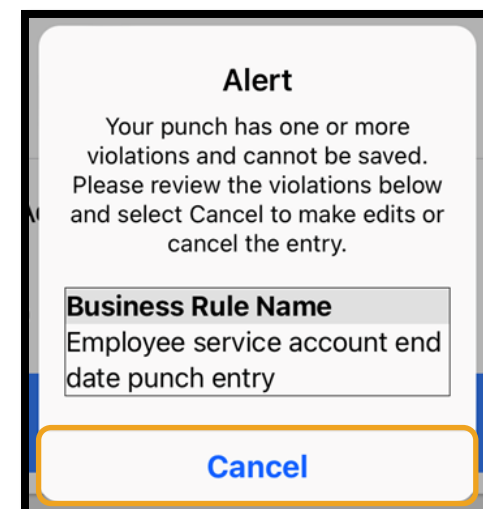 Alert
Your punch has one or more
violations and cannot be saved.
Please review the violations below
and select Cancel to make edits or
cancel the entry.
Business Rule Name
Employee service account end
date punch entry
Cancel